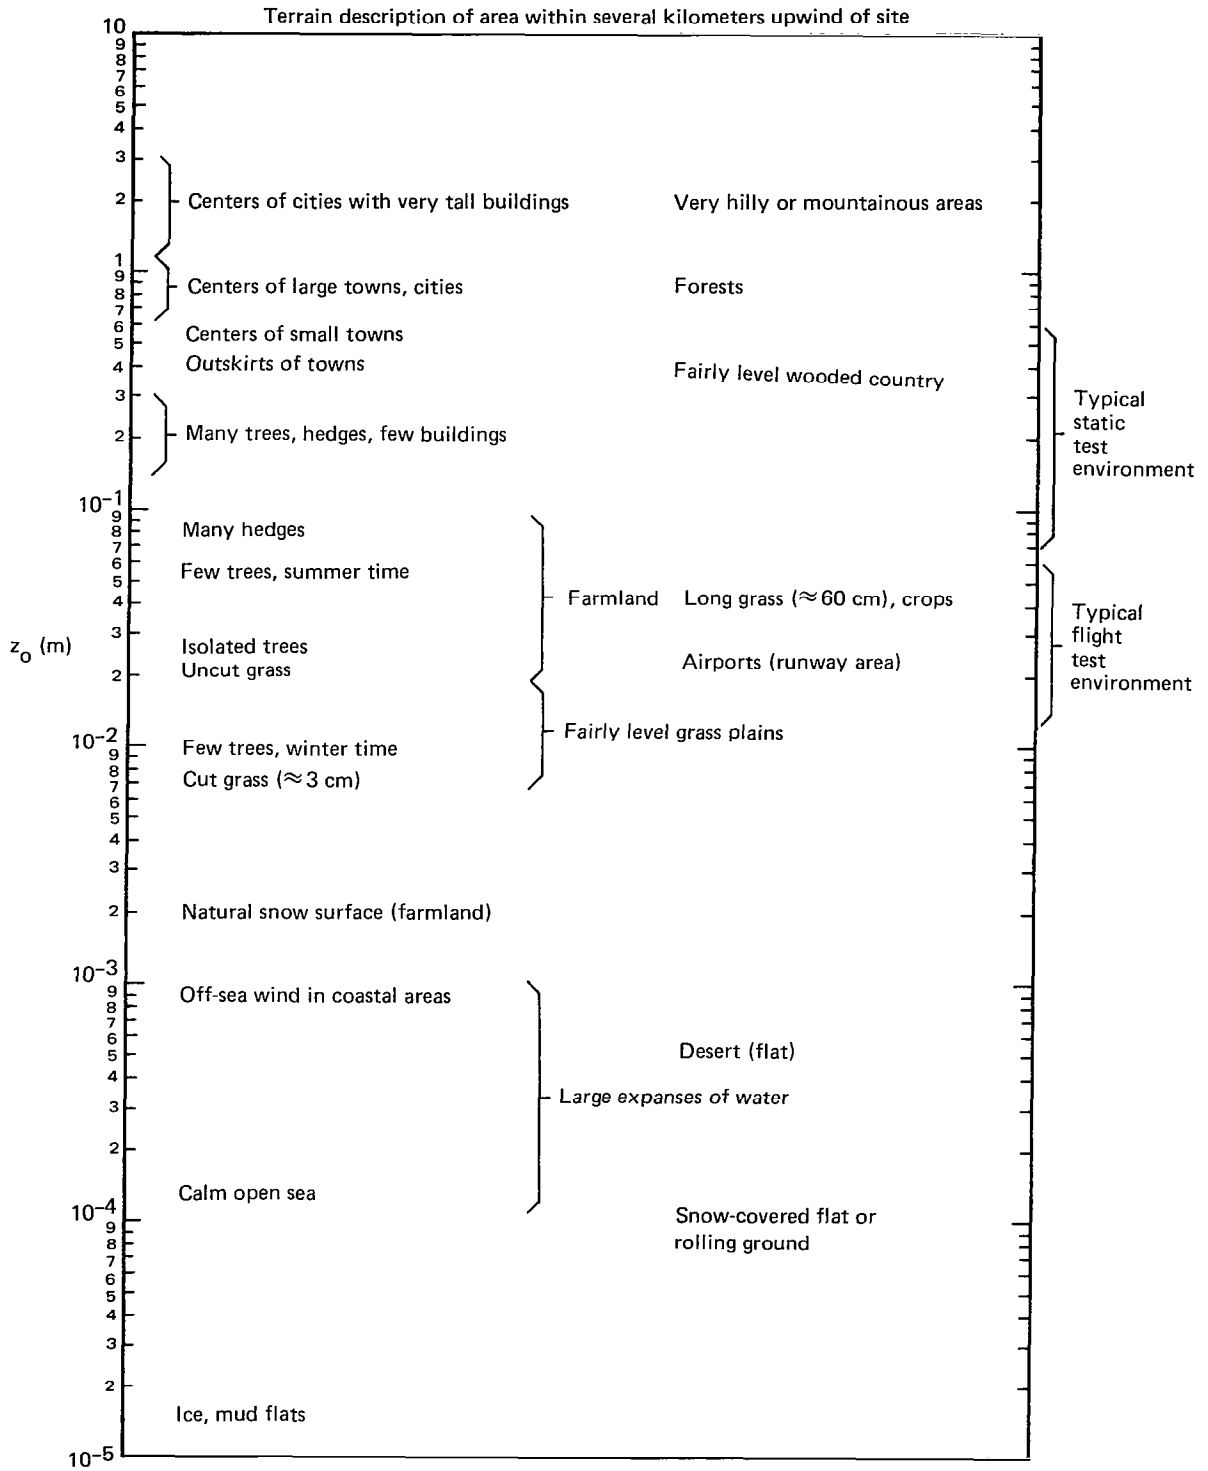 Terrain description of area within several kilometers upwind of site
10
9
8
7
6
5
4
3
2 Centers of cities with very tall buildings Very hilly or mountainous areas
1
9 Centers of large towns, cities Forests
8
7
6 Centers of small towns
5
4 Outskirts of towns Fairly level wooded country
3 Typical
static
2 Many trees, hedges, few buildings test
environment
10⁻¹
9 Many hedges
8
7
6 Few trees, summer time
5
4 Farmland Long grass (≈60 cm), crops
Typical
3 flight
z₀ (m) Isolated trees Airports (runway area) test
2 Uncut grass environment
Fairly level grass plains
10⁻² Few trees, winter time
9
8 Cut grass (≈3 cm)
7
6
5
4
3
2 Natural snow surface (farmland)
10⁻³
9 Off-sea wind in coastal areas
8
7
6
5 Desert (flat)
4 Large expanses of water
3
2
Calm open sea
10⁻⁴ Snow-covered flat or
9
8 rolling ground
7
6
5
4
3
2
Ice, mud flats
10⁻⁵